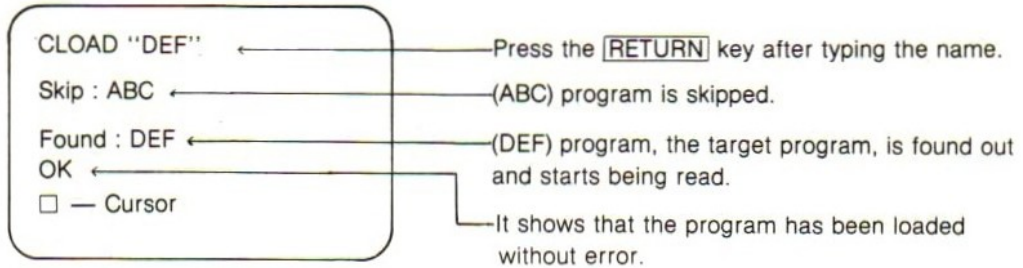 CLOAD "DEF"
Press the RETURN key after typing the name.
Skip : ABC
(ABC) program is skipped.
Found : DEF
(DEF) program, the target program, is found out
and starts being read.
OK
□ — Cursor
It shows that the program has been loaded
without error.